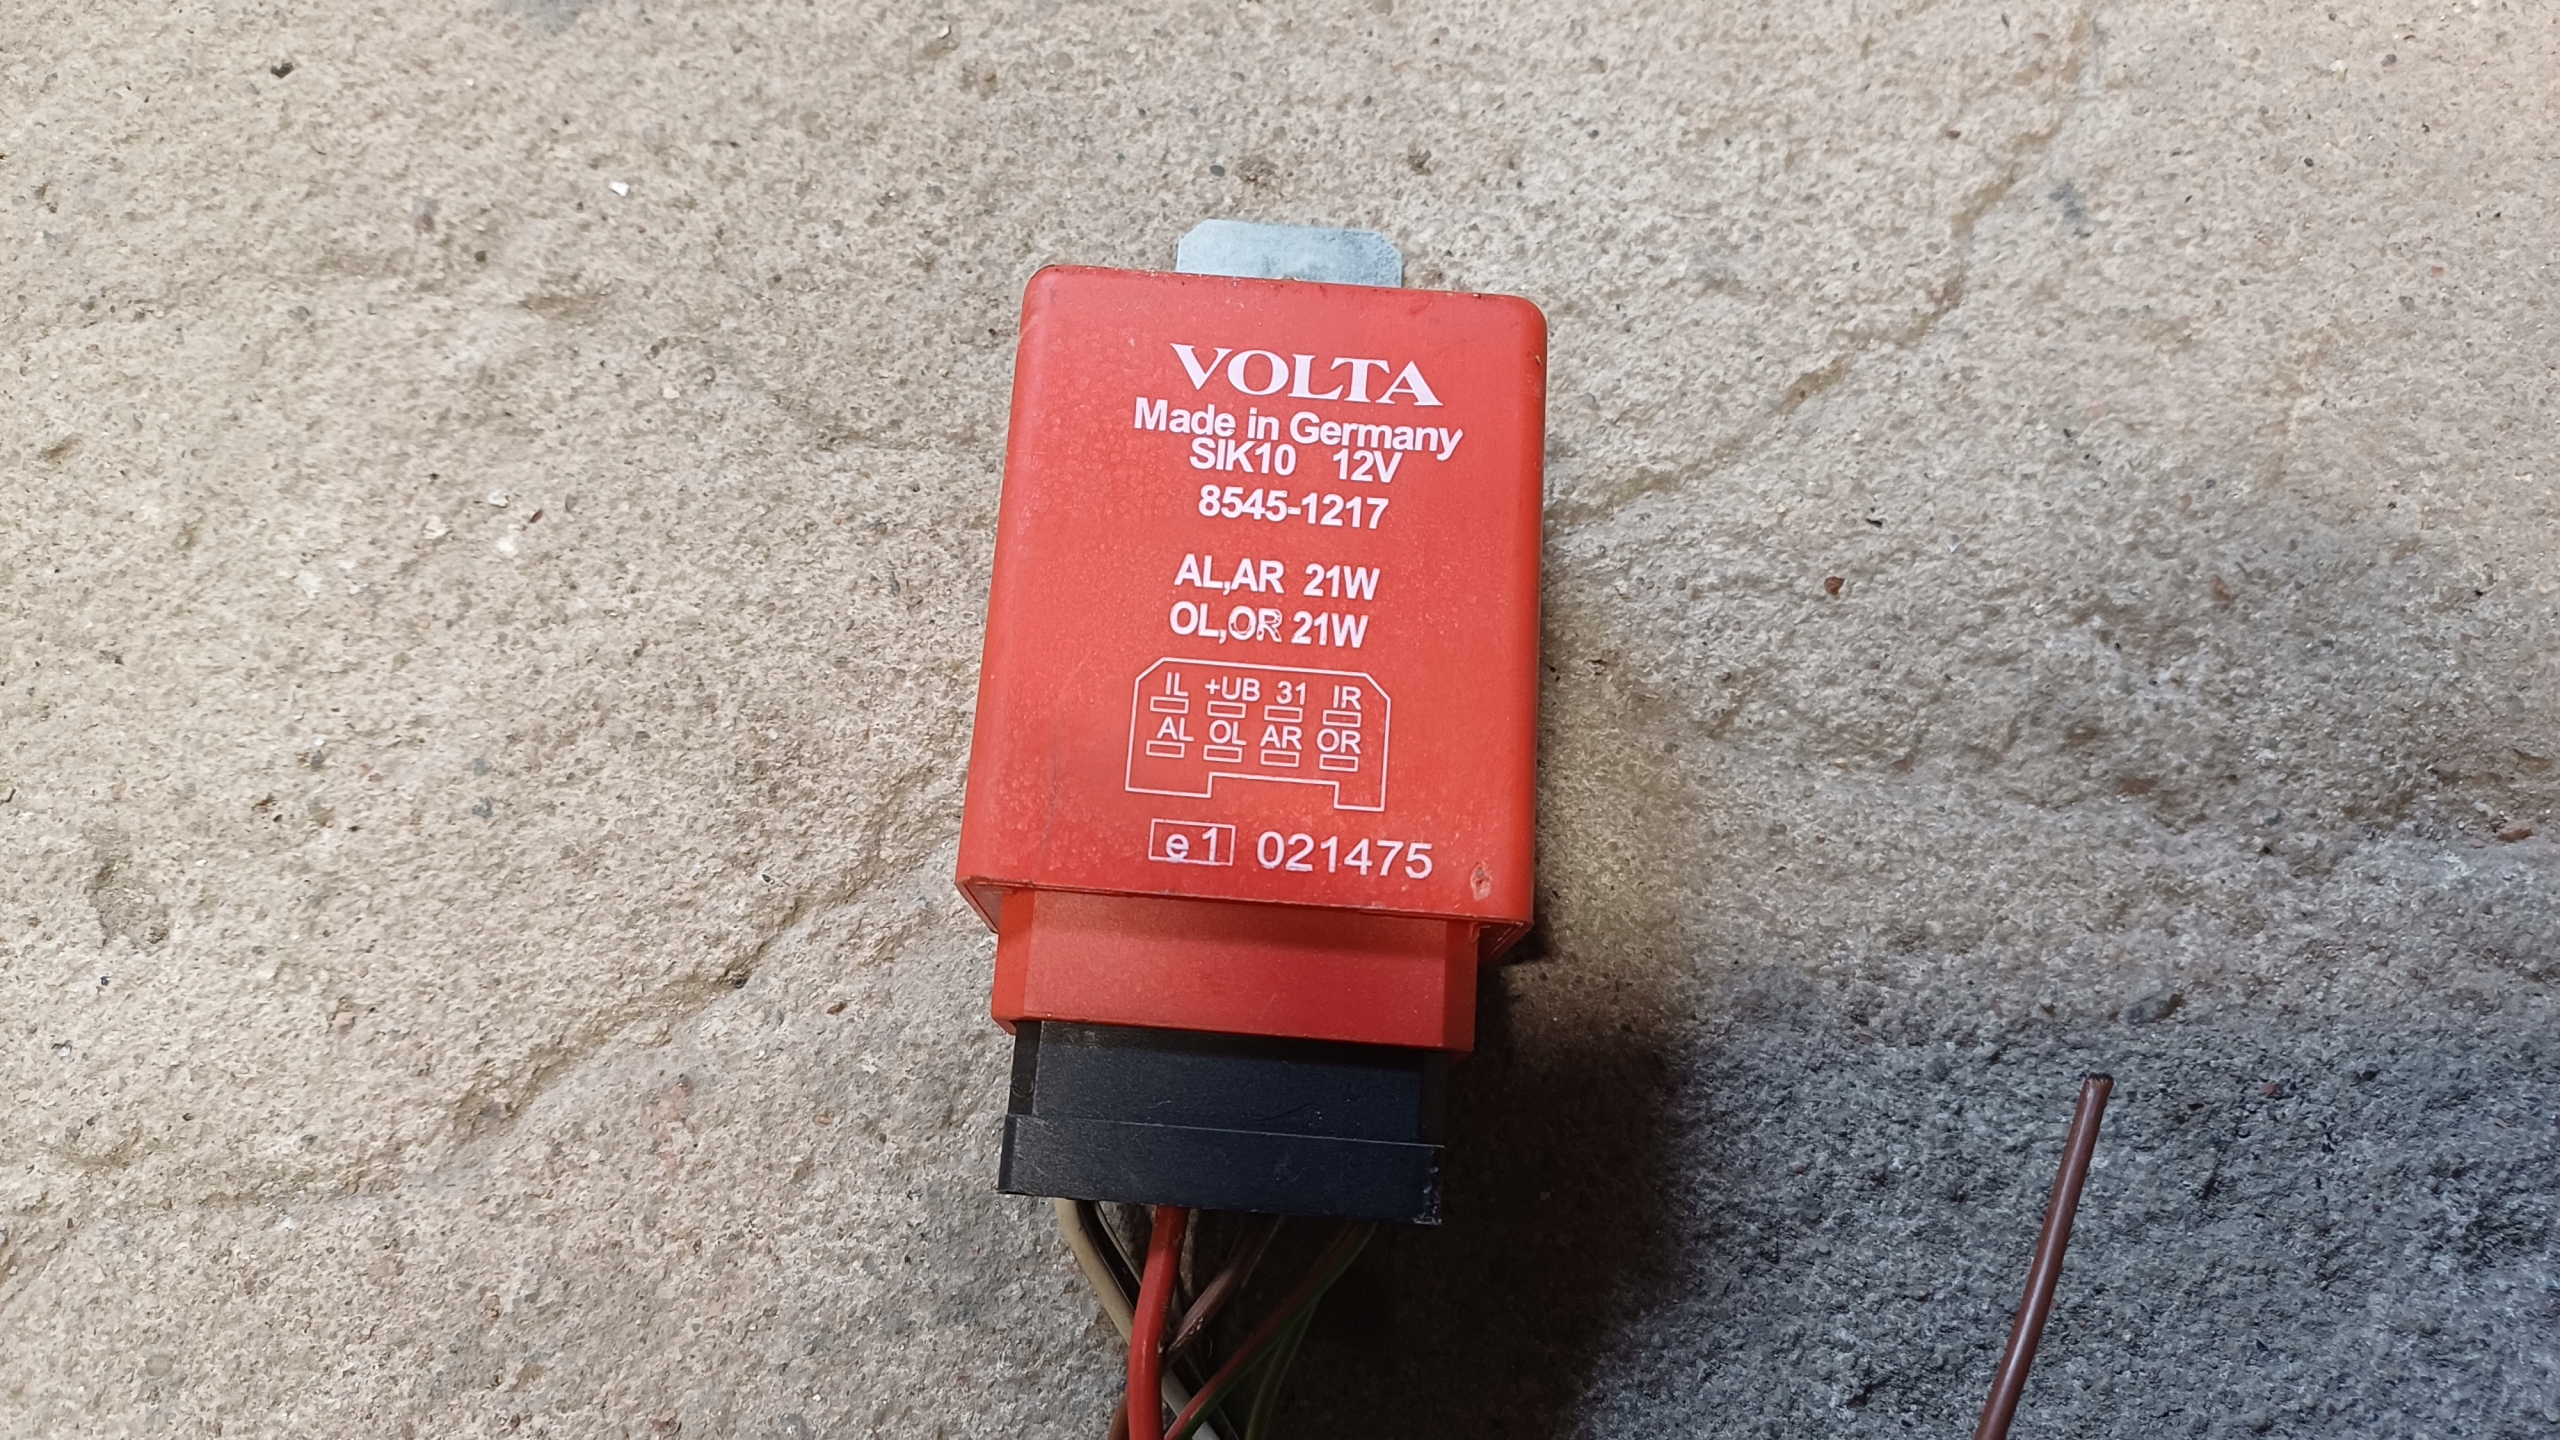 VOLTA
Made in Germany
SIK10 12V
8545-1217
AL,AR 21W
OL,OR 21W
IL +UB 31 IR
AL OL AR OR
e1 021475